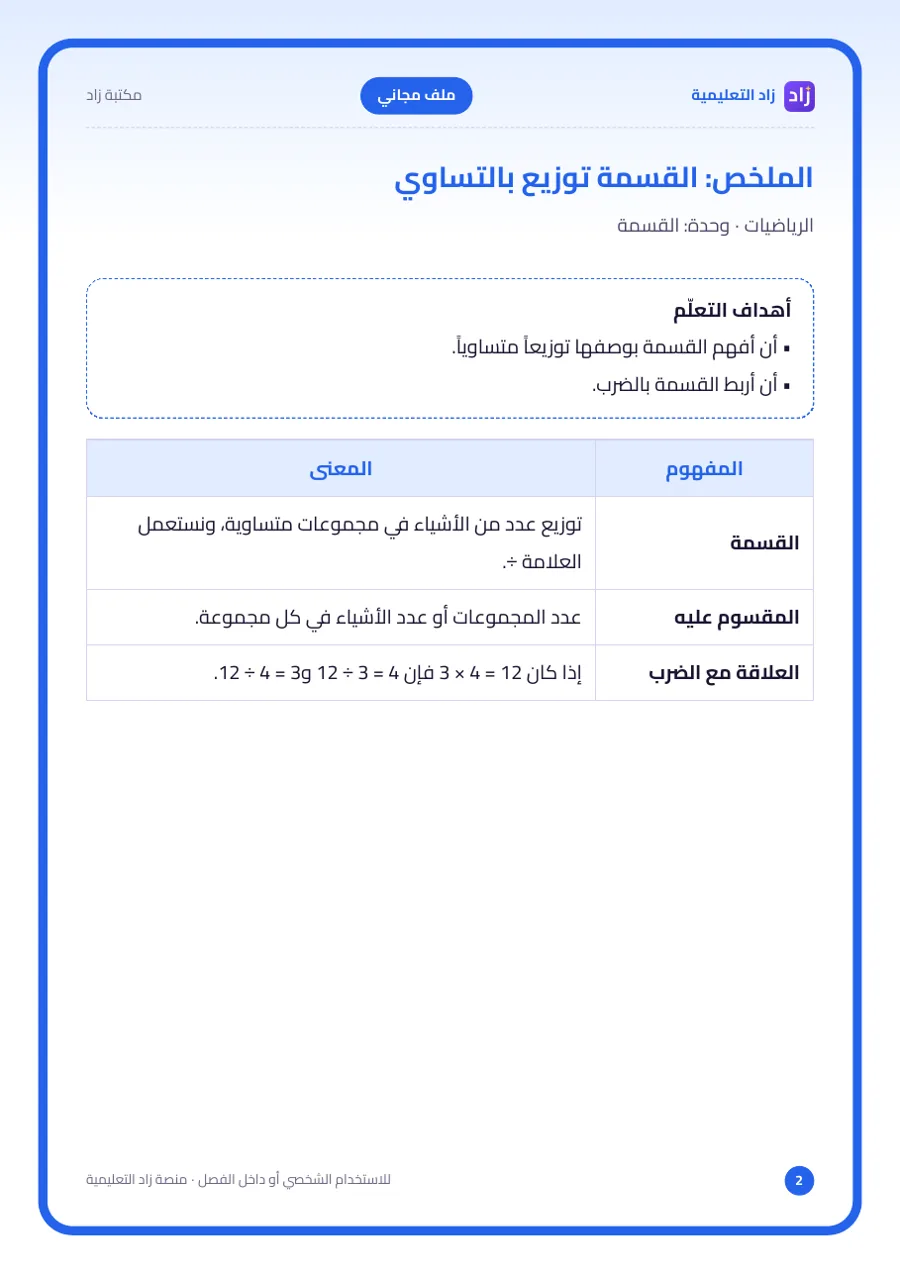 زاد
زاد التعليمية
ملف مجاني
مكتبة زاد
الملخص: القسمة توزيع بالتساوي
الرياضيات · وحدة: القسمة
أهداف التعلّم
▪ أن أفهم القسمة بوصفها توزيعاً متساوياً.
▪ أن أربط القسمة بالضرب.
المفهوم
المعنى
القسمة
توزيع عدد من الأشياء في مجموعات متساوية، ونستعمل
العلامة ÷.
المقسوم عليه
عدد المجموعات أو عدد الأشياء في كل مجموعة.
العلاقة مع الضرب
إذا كان 12 = 4 × 3 فإن 4 = 3 ÷ 12 و3 = 4 ÷ 12.
2
للاستخدام الشخصي أو داخل الفصل · منصة زاد التعليمية